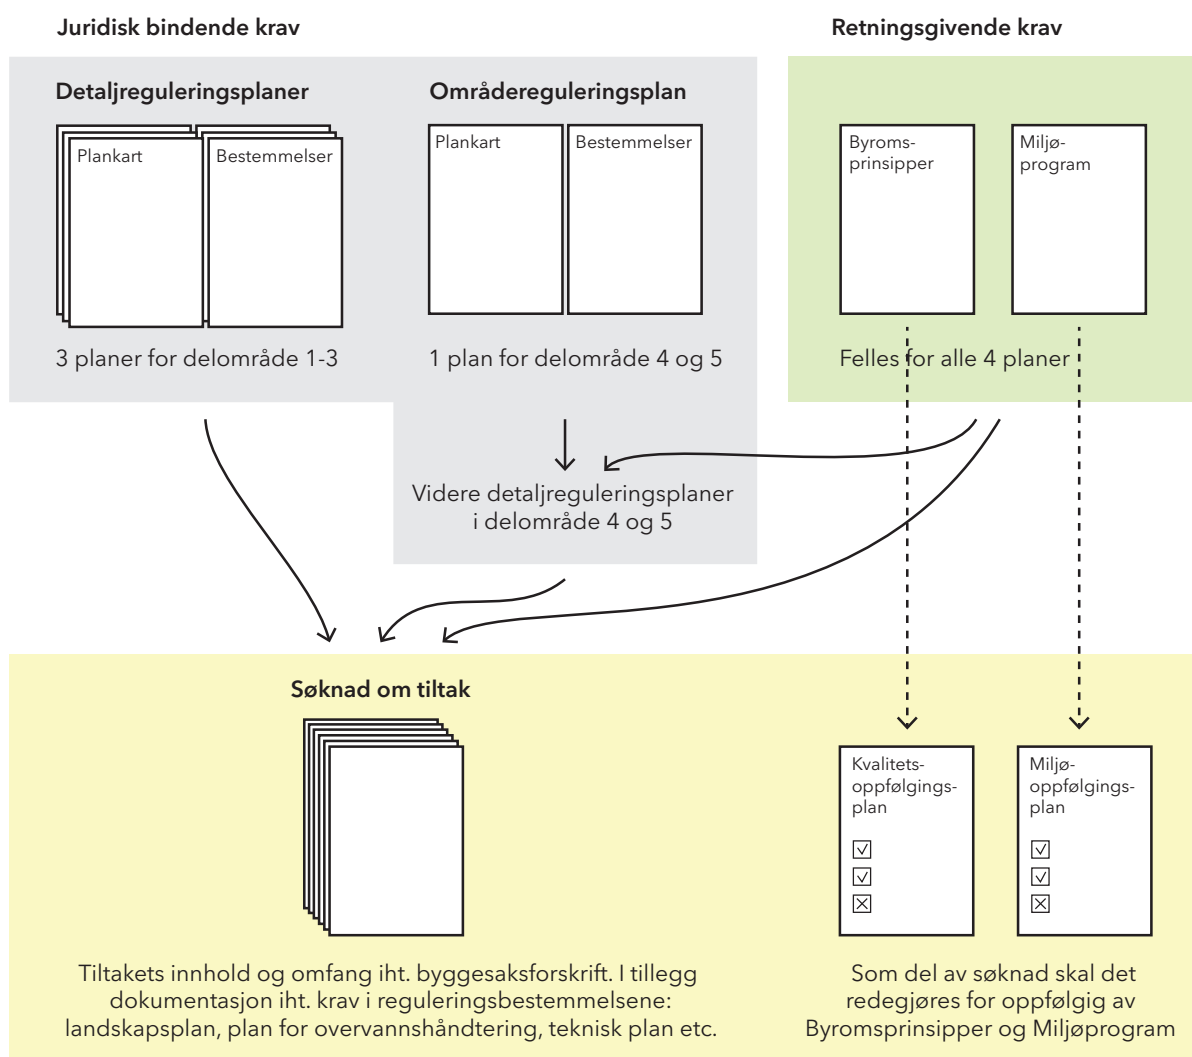 Juridisk bindende krav
Retningsgivende krav
Detaljreguleringsplaner
Plankart
Bestemmelser
3 planer for delområde 1-3
Områdereguleringsplan
Plankart
Bestemmelser
1 plan for delområde 4 og 5
Byroms-
prinsipper
Miljø-
program
Felles for alle 4 planer
Videre detaljreguleringsplaner
i delområde 4 og 5
Søknad om tiltak
Tiltakets innhold og omfang iht. byggesaksforskrift. I tillegg
dokumentasjon iht. krav i reguleringsbestemmelsene:
landskapsplan, plan for overvannshåndtering, teknisk plan etc.
Kvalitets-
oppfølgings-
plan
Miljø-
oppfølgings-
plan
Som del av søknad skal det
redegjøres for oppfølgig av
Byromsprinsipper og Miljøprogram